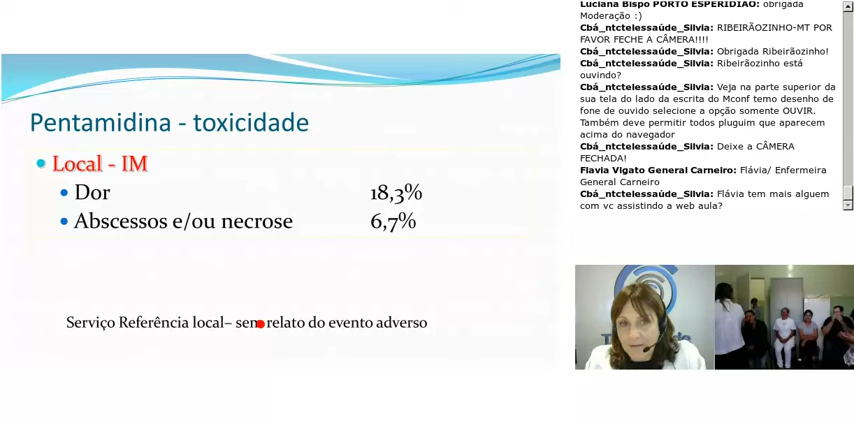 Pentamidina - toxicidade
Local - IM
Dor 18,3%
Abscessos e/ou necrose 6,7%
Serviço Referência local– sem relato do evento adverso
Luciana Bispo PORTO ESPERIDIÃO: obrigada
Moderação :)
Cbá_ntctelessaúde_Silvia: RIBEIRÃOZINHO-MT POR
FAVOR FECHE A CÂMERA!!!!
Cbá_ntctelessaúde_Silvia: Obrigada Ribeirãozinho!
Cbá_ntctelessaúde_Silvia: Ribeirãozinho está
ouvindo?
Cbá_ntctelessaúde_Silvia: Veja na parte superior da
sua tela do lado da escrita do Mconf temo desenho de
fone de ouvido selecione a opção somente OUVIR.
Também deve permitir todos pluguim que aparecem
acima do navegador
Cbá_ntctelessaúde_Silvia: Deixe a CÂMERA
FECHADA!
Flavia Vigato General Carneiro: Flávia/ Enfermeira
General Carneiro
Cbá_ntctelessaúde_Silvia: Flávia tem mais alguem
com vc assistindo a web aula?